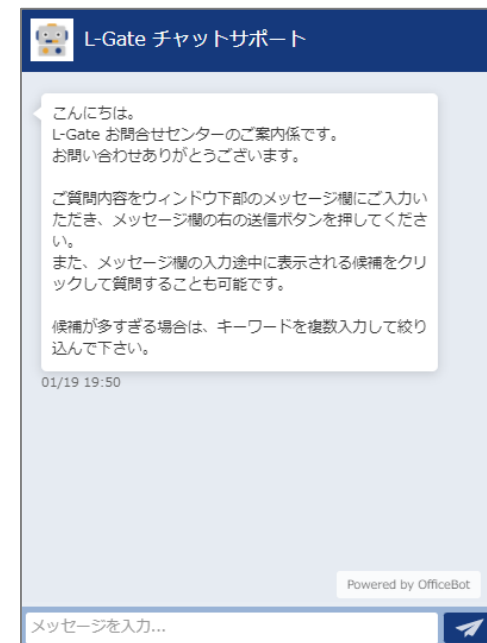 L-Gate チャットサポート
こんにちは。
L-Gate お問合せセンターのご案内係です。
お問い合わせありがとうございます。
ご質問内容をウィンドウ下部のメッセージ欄にご入力い
ただき、メッセージ欄の右の送信ボタンを押してくださ
い。
また、メッセージ欄の入力途中に表示される候補をクリ
ックして質問することも可能です。
候補が多すぎる場合は、キーワードを複数入力して絞り
込んで下さい。
01/19 19:50
Powered by OfficeBot
メッセージを入力...